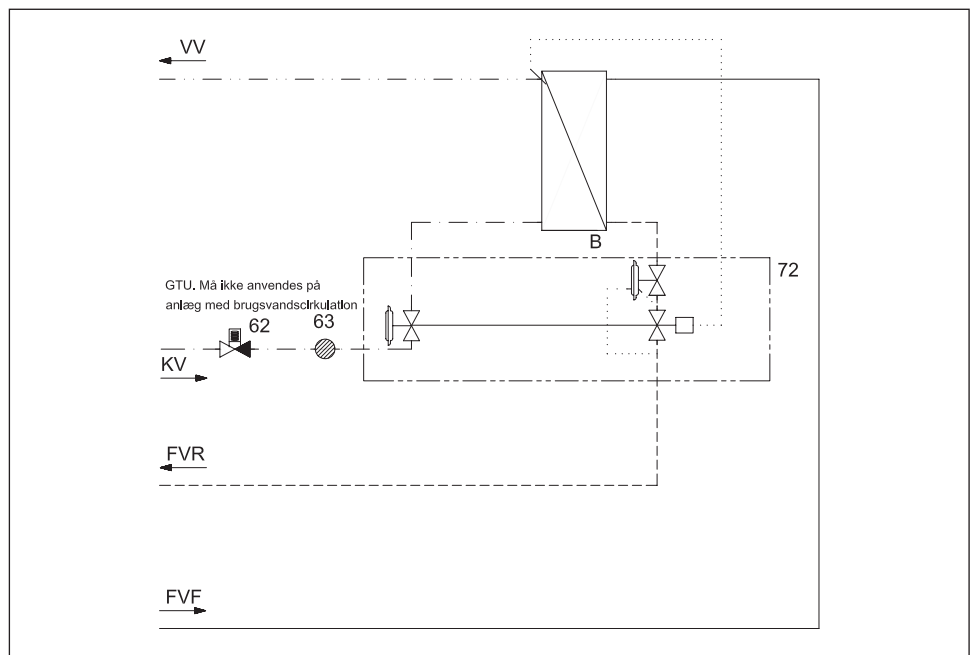 VV
B
72
GTU. Må ikke anvendes på
anlæg med brugsvandscirkulation
62
63
KV
FVR
FVF